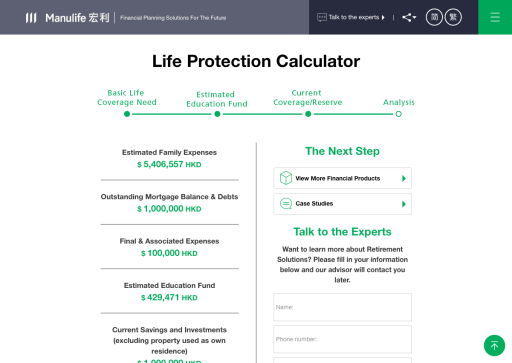 Manulife 宏利
Financial Planning Solutions For The Future
Talk to the experts
简
繁
Life Protection Calculator
Basic Life
Coverage Need
Estimated
Education Fund
Current
Coverage/Reserve
Analysis
Estimated Family Expenses
$ 5,406,557 HKD
Outstanding Mortgage Balance & Debts
$ 1,000,000 HKD
Final & Associated Expenses
$ 100,000 HKD
Estimated Education Fund
$ 429,471 HKD
Current Savings and Investments
(excluding property used as own
residence)
$ 1,000,000 HKD
The Next Step
View More Financial Products
Case Studies
Talk to the Experts
Want to learn more about Retirement
Solutions? Please fill in your information
below and our advisor will contact you
later.
Name:
Phone number: